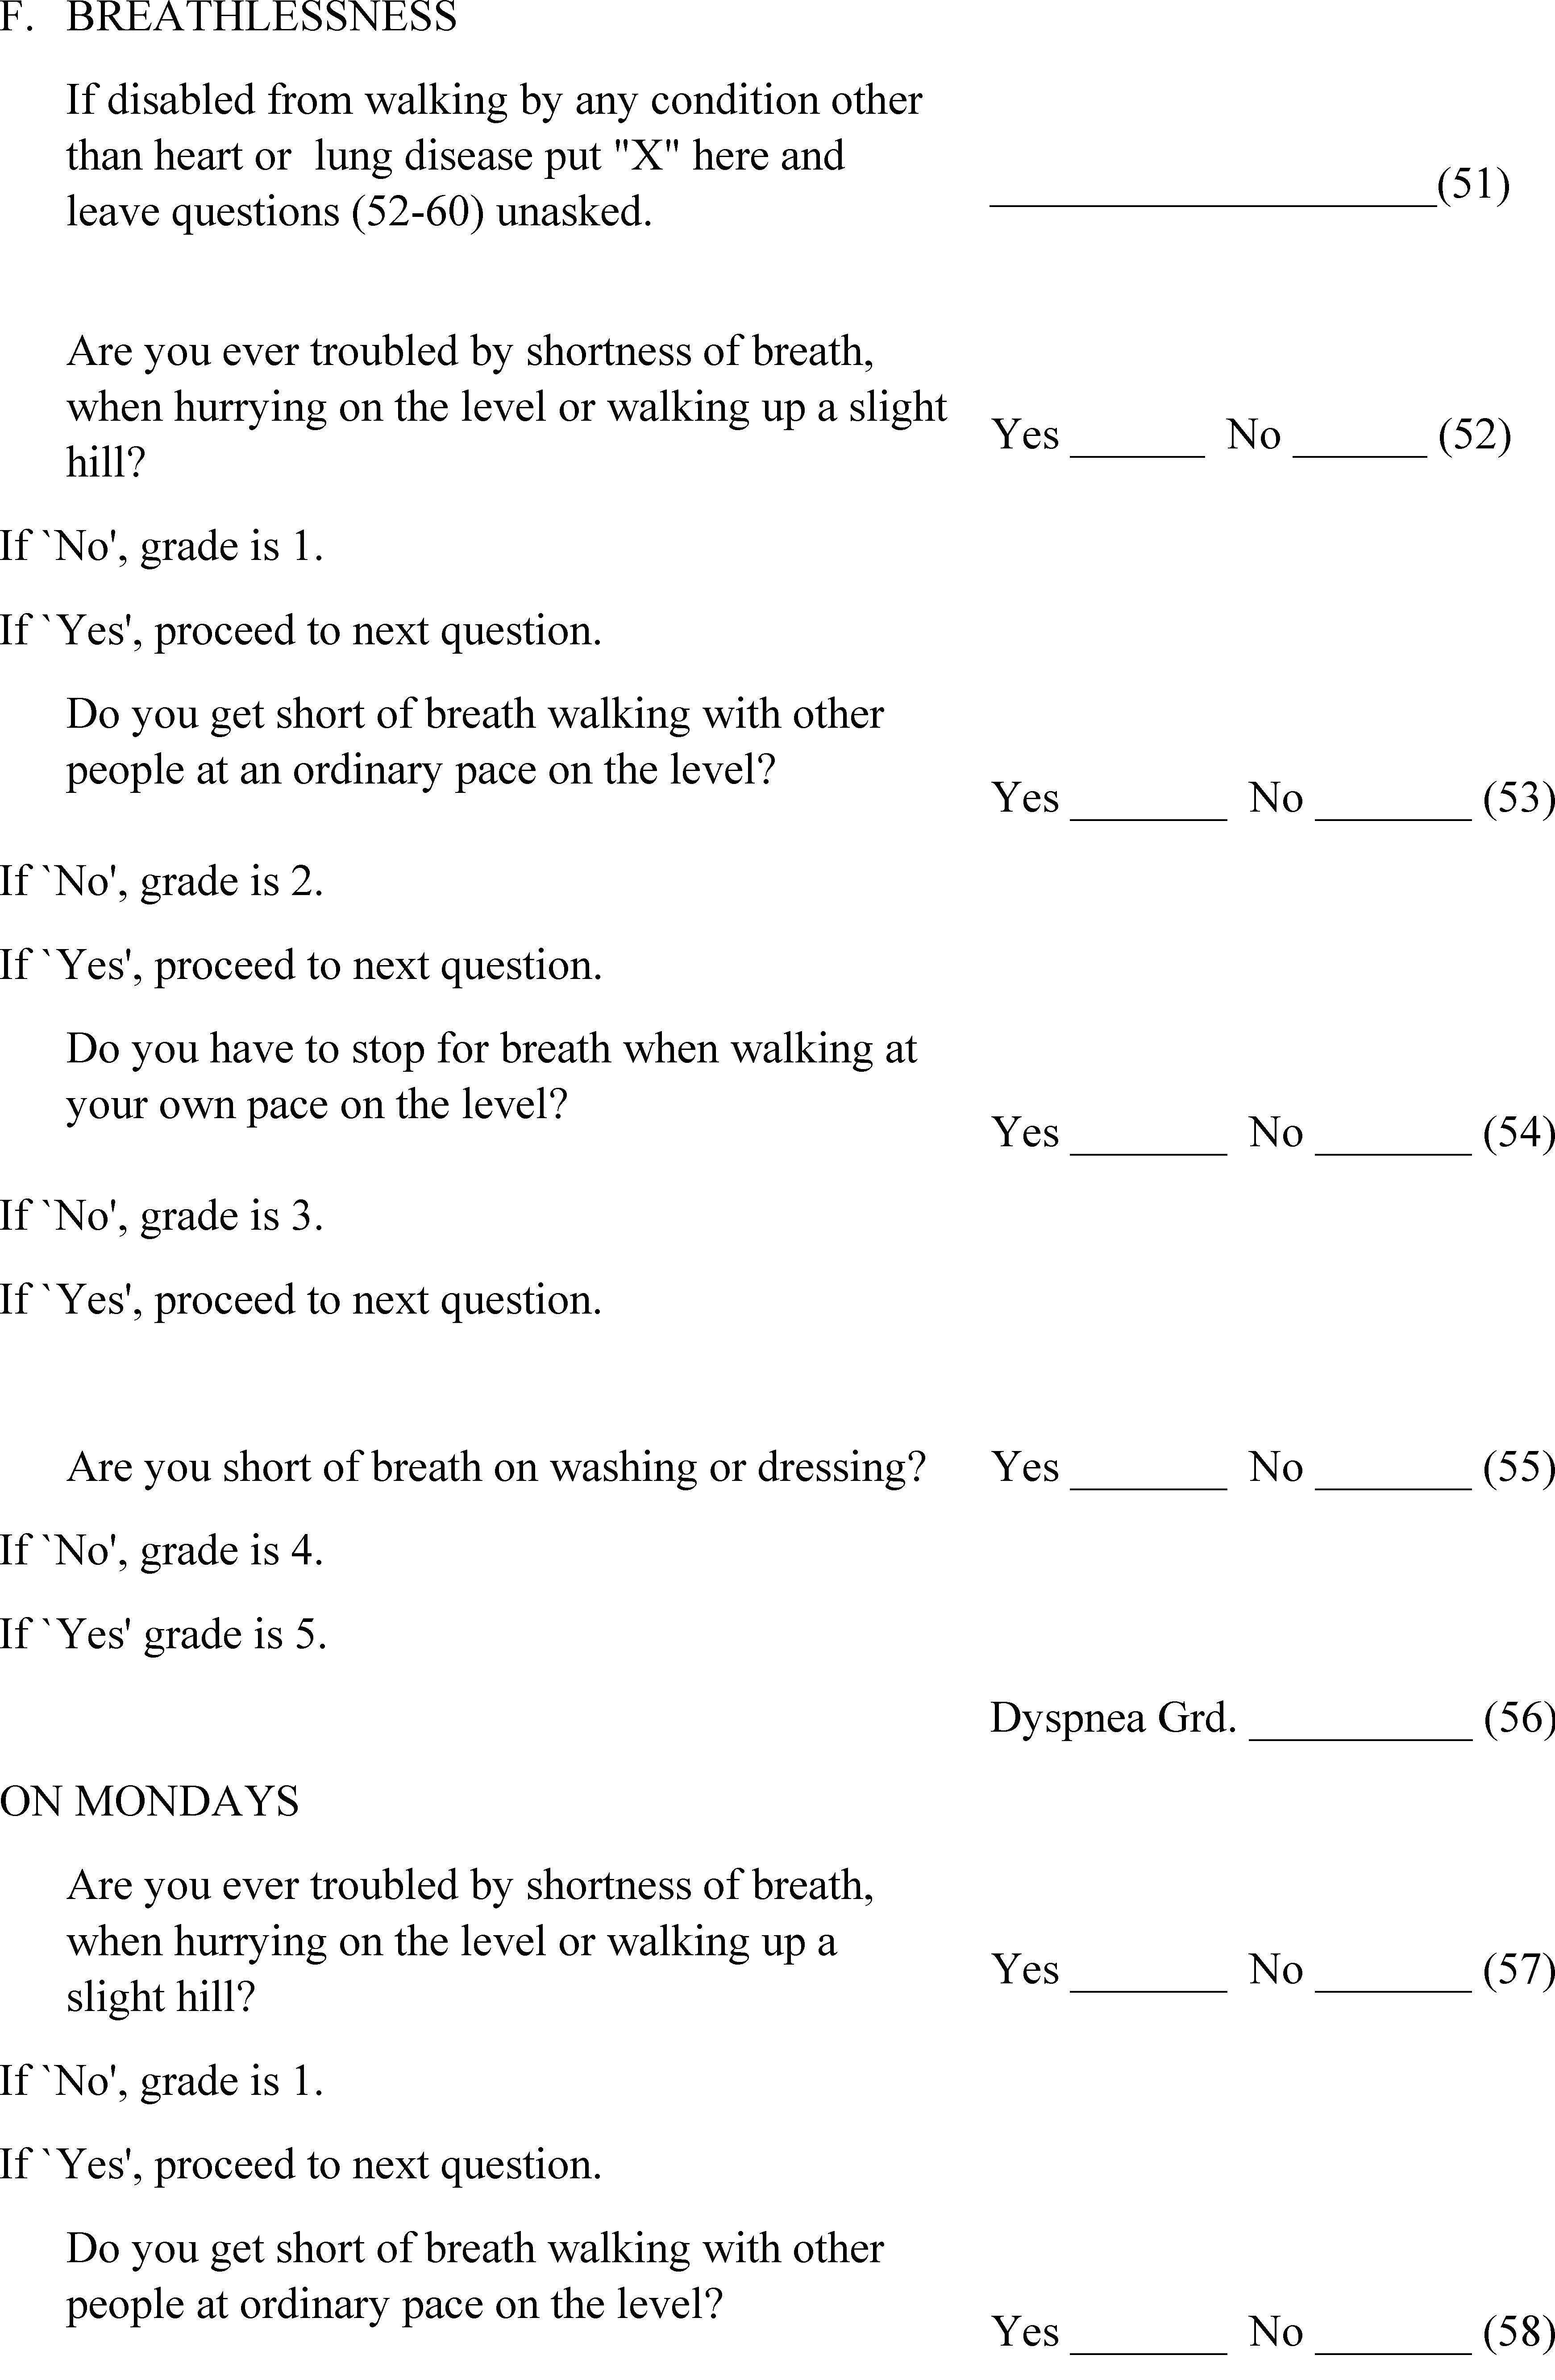 F. BREATHLESSNESS
If disabled from walking by any condition other
than heart or  lung disease put "X" here and
leave questions (52-60) unasked.
____________________(51)
Are you ever troubled by shortness of breath,
when hurrying on the level or walking up a slight
hill?
Yes ______  No ______ (52)
If `No', grade is 1.
If `Yes', proceed to next question.
Do you get short of breath walking with other
people at an ordinary pace on the level?
Yes _______  No _______ (53)
If `No', grade is 2.
If `Yes', proceed to next question.
Do you have to stop for breath when walking at
your own pace on the level?
Yes _______  No _______ (54)
If `No', grade is 3.
If `Yes', proceed to next question.
Are you short of breath on washing or dressing? Yes _______  No _______ (55)
If `No', grade is 4.
If `Yes' grade is 5.
Dyspnea Grd. __________ (56)
ON MONDAYS
Are you ever troubled by shortness of breath,
when hurrying on the level or walking up a
slight hill?
Yes _______  No _______ (57)
If `No', grade is 1.
If `Yes', proceed to next question.
Do you get short of breath walking with other
people at ordinary pace on the level?
Yes _______  No _______ (58)